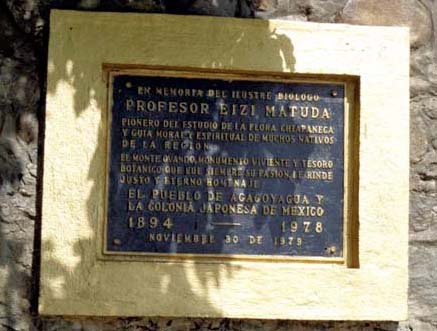 EN MEMORIA DEL ILUSTRE BIOLOGO
PROFESOR EIZI MATUDA
PIONERO DEL ESTUDIO DE LA FLORA CHIAPANECA
Y GUIA MORAL Y ESPIRITUAL DE MUCHOS NATIVOS
DE LA REGION
EL MONTE OVANDO, MONUMENTO VIVIENTE Y TESORO
BOTANICO QUE FUE SIEMPRE SU PASION, LE RINDE
JUSTO Y ETERNO HOMENAJE
EL PUEBLO DE ACACOYAGUA Y
LA COLONIA JAPONESA DE MEXICO
1894 — 1978
NOVIEMBRE 30 DE 1979